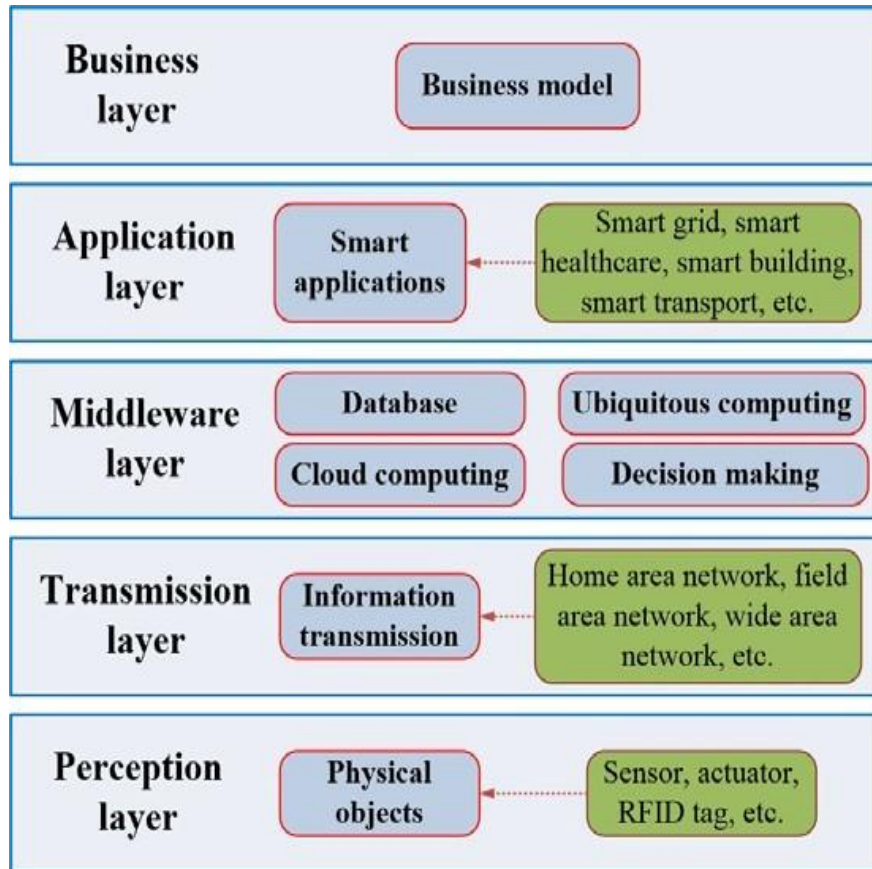 Business
layer
Business model
Application
layer
Smart
applications
Smart grid, smart
healthcare, smart building,
smart transport, etc.
Middleware
layer
Database
Ubiquitous computing
Cloud computing
Decision making
Transmission
layer
Information
transmission
Home area network, field
area network, wide area
network, etc.
Perception
layer
Physical
objects
Sensor, actuator,
RFID tag, etc.